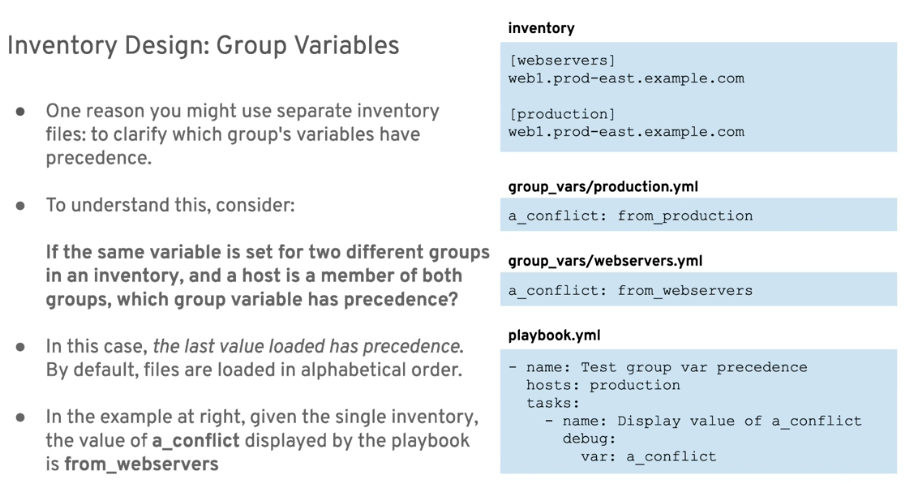 Inventory Design: Group Variables
● One reason you might use separate inventory
files: to clarify which group's variables have
precedence.
● To understand this, consider:
If the same variable is set for two different groups
in an inventory, and a host is a member of both
groups, which group variable has precedence?
● In this case, the last value loaded has precedence.
By default, files are loaded in alphabetical order.
● In the example at right, given the single inventory,
the value of a_conflict displayed by the playbook
is from_webservers
inventory
[webservers]
web1.prod-east.example.com
[production]
web1.prod-east.example.com
group_vars/production.yml
a_conflict: from_production
group_vars/webservers.yml
a_conflict: from_webservers
playbook.yml
- name: Test group var precedence
hosts: production
tasks:
- name: Display value of a_conflict
debug:
var: a_conflict